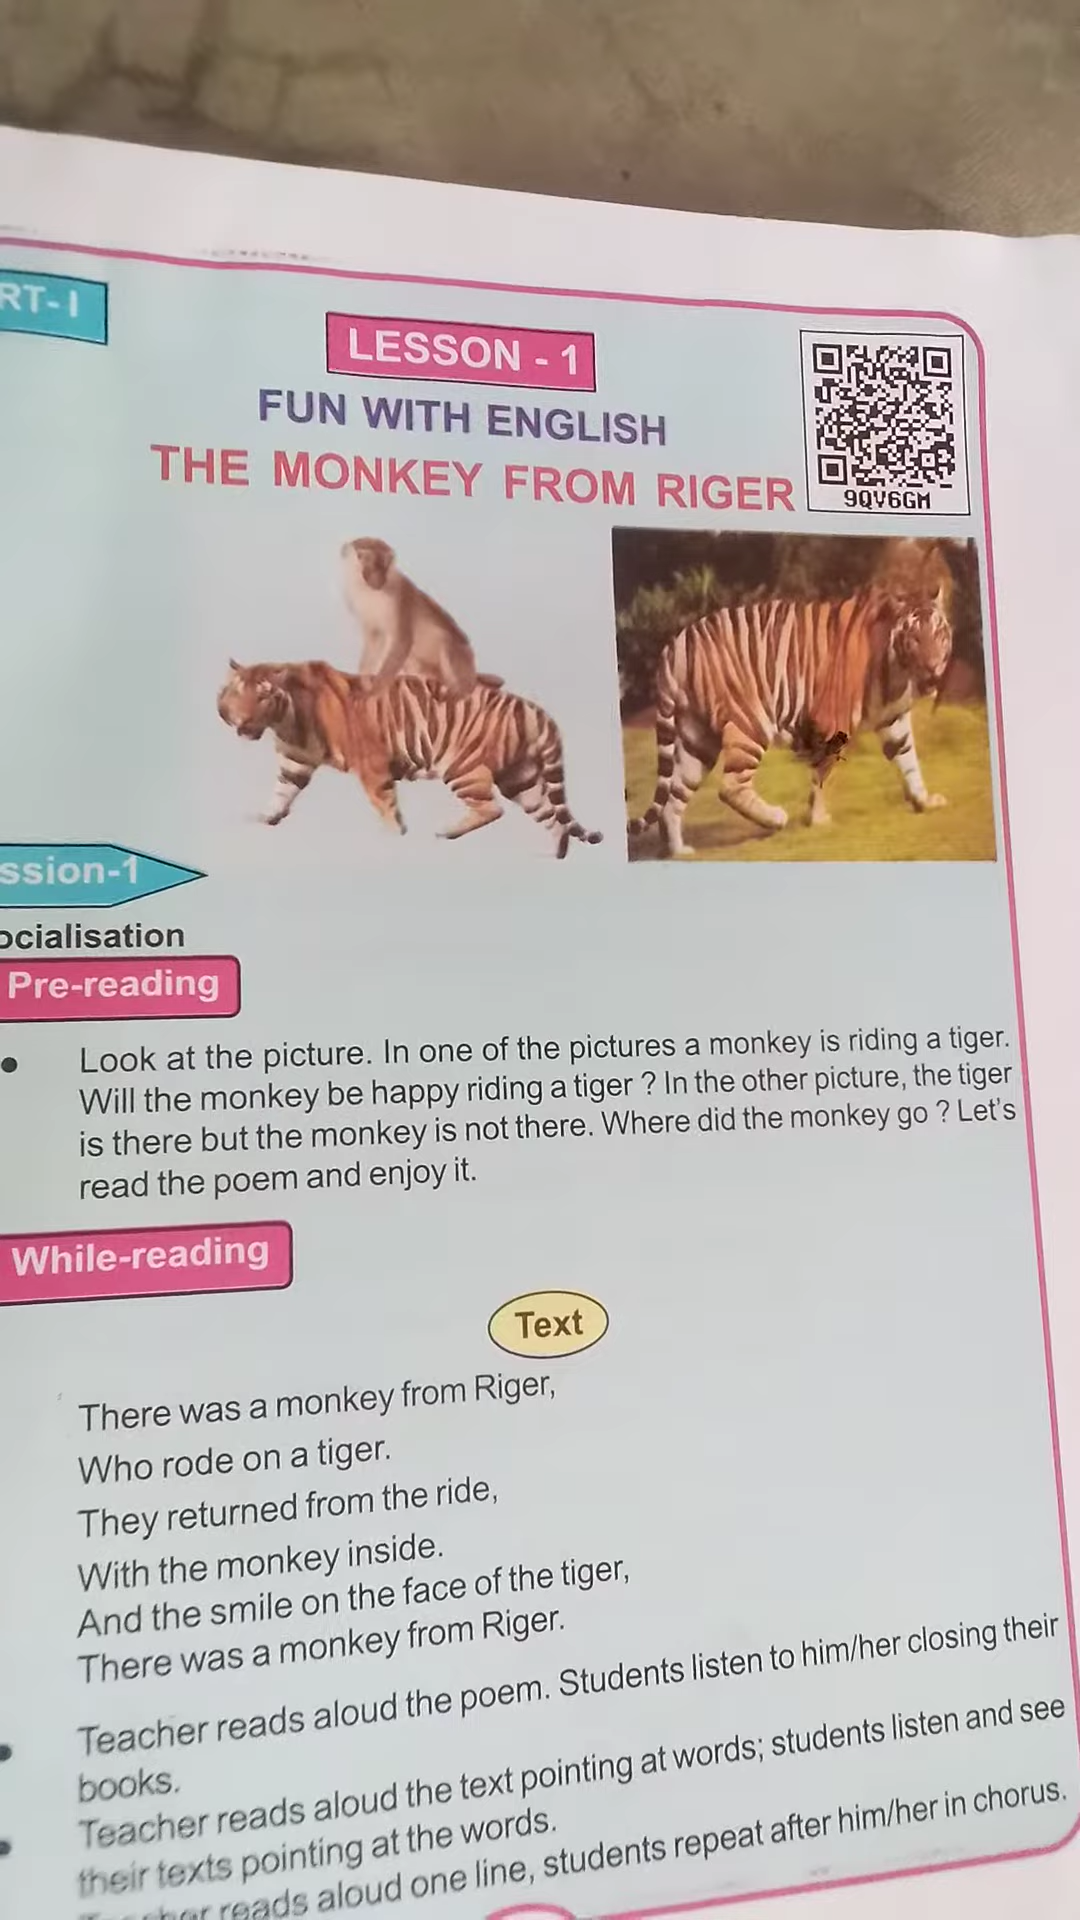 RT-I
LESSON - 1
FUN WITH ENGLISH
THE MONKEY FROM RIGER
9QV6GM
ssion-1
ocialisation
Pre-reading
• Look at the picture. In one of the pictures a monkey is riding a tiger.
Will the monkey be happy riding a tiger ? In the other picture, the tiger
is there but the monkey is not there. Where did the monkey go ? Let's
read the poem and enjoy it.
While-reading
Text
There was a monkey from Riger,
Who rode on a tiger.
They returned from the ride,
With the monkey inside.
And the smile on the face of the tiger,
There was a monkey from Riger.
• Teacher reads aloud the poem. Students listen to him/her closing their
books.
• Teacher reads aloud the text pointing at words; students listen and see
their texts pointing at the words.
reads aloud one line, students repeat after him/her in chorus.